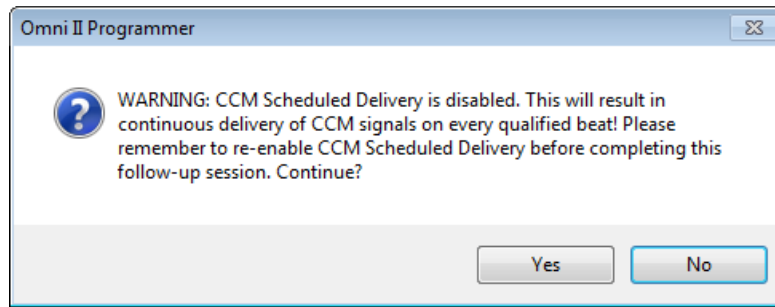 Omni II Programmer
WARNING: CCM Scheduled Delivery is disabled. This will result in
continuous delivery of CCM signals on every qualified beat! Please
remember to re-enable CCM Scheduled Delivery before completing this
follow-up session. Continue?
Yes
No